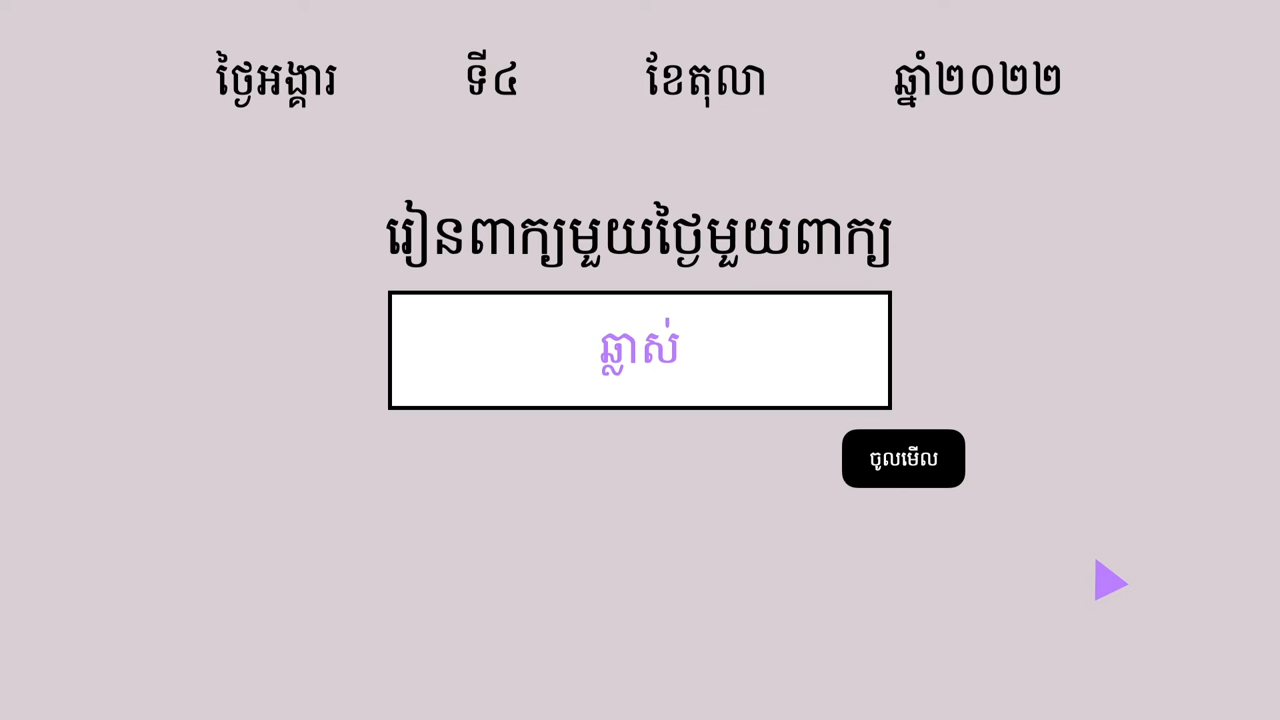 ថ្ងៃអង្គារ ទី៤ ខែតុលា ឆ្នាំ២០២២
រៀនពាក្យមួយថ្ងៃមួយពាក្យ
ឆ្លាស់
ចូលមើល